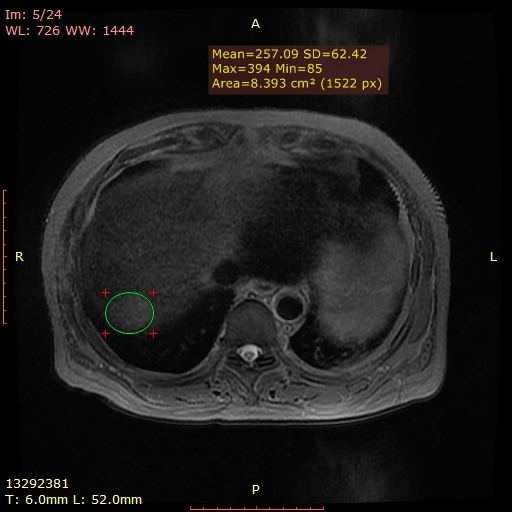 Im: 5/24
WL: 726 WW: 1444
A
Mean=257.09 SD=62.42
Max=394 Min=85
Area=8.393 cm² (1522 px)
R
L
13292381
T: 6.0mm L: 52.0mm
P